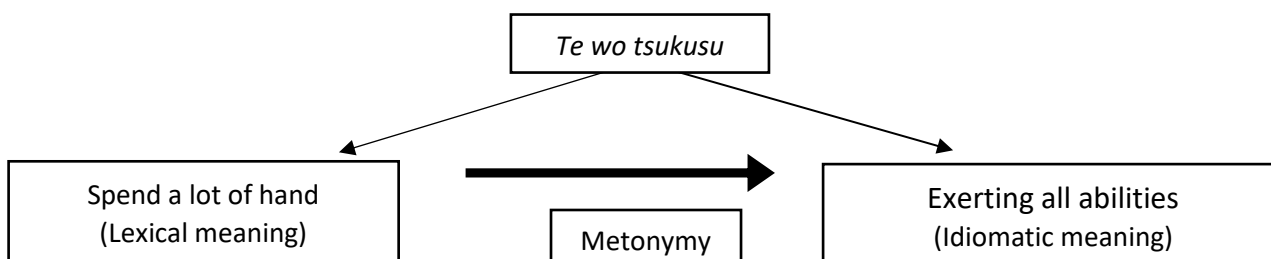 Te wo tsukusu
Spend a lot of hand
(Lexical meaning)
Metonymy
Exerting all abilities
(Idiomatic meaning)